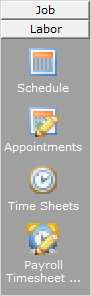 Job
Labor
Schedule
Appointments
Time Sheets
Payroll
Timesheet ...